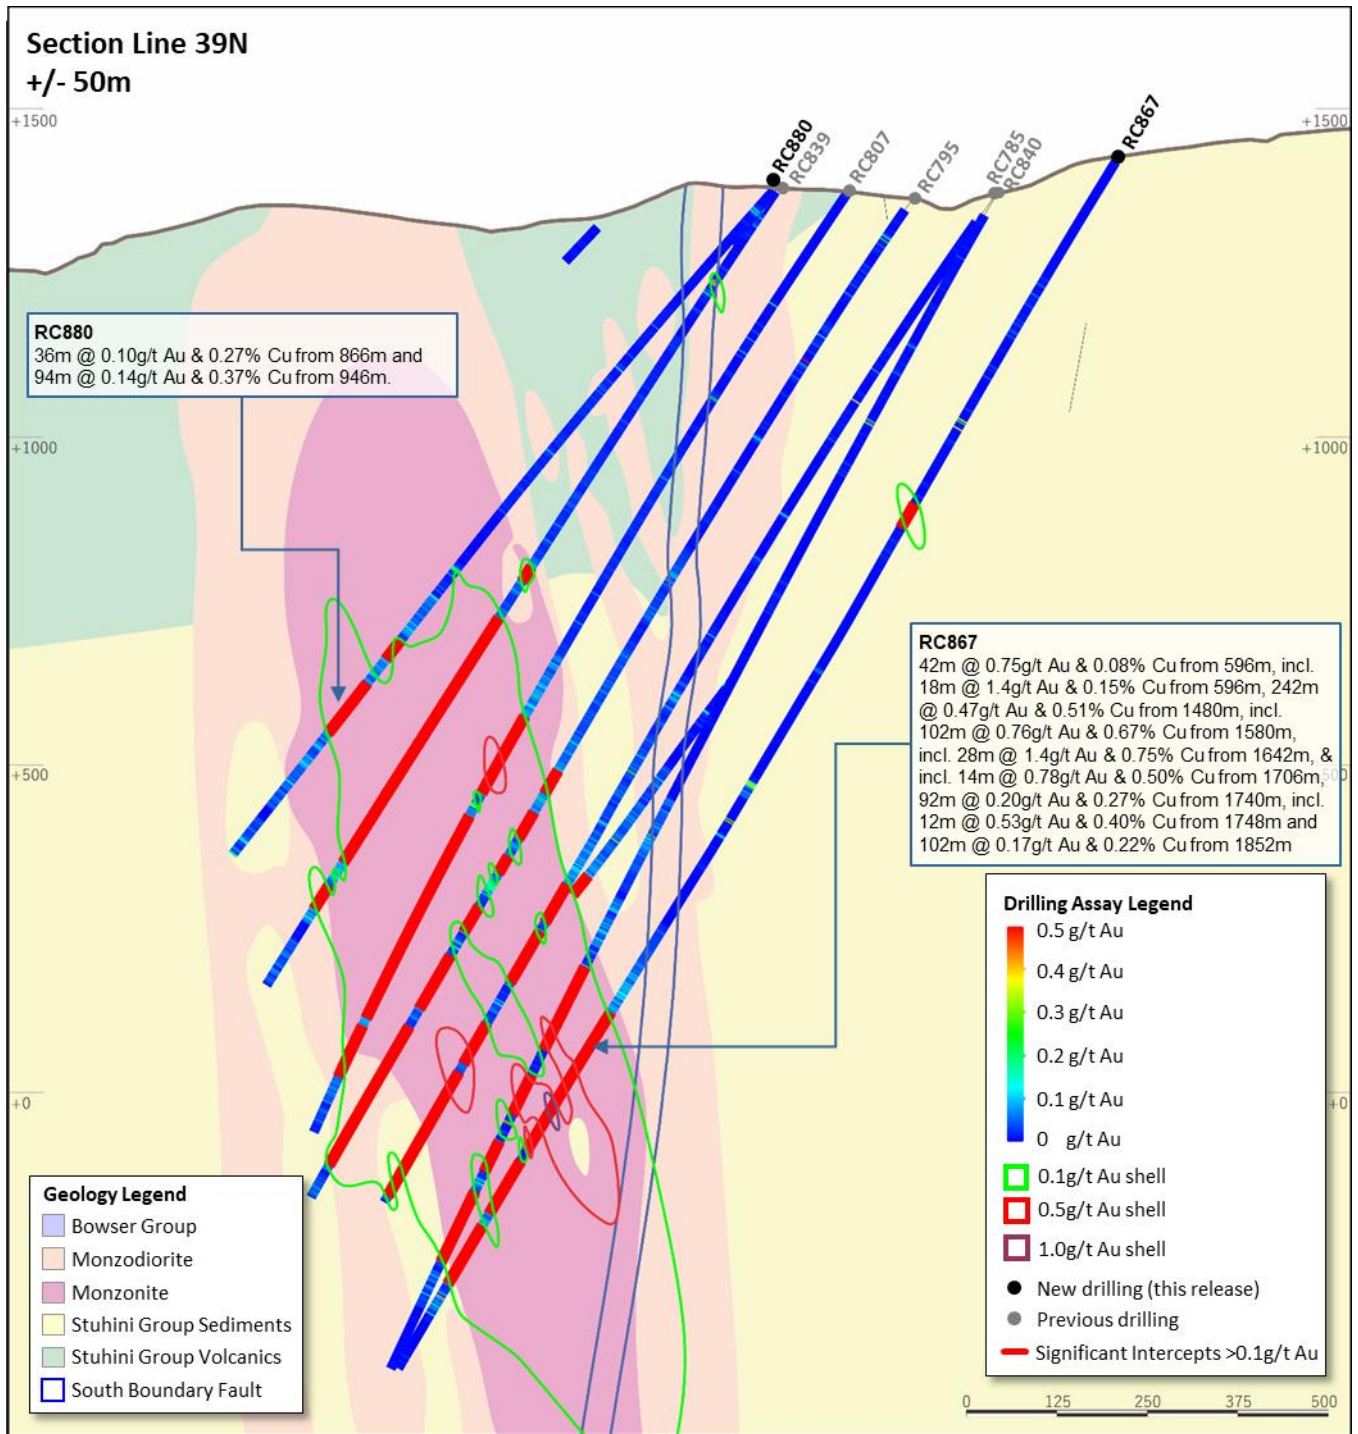 Section Line 39N
+/- 50m
+1500
+1500
RC880
RC839
RC807
RC795
RC785
RC840
RC867
RC880
36m @ 0.10g/t Au & 0.27% Cu from 866m and
94m @ 0.14g/t Au & 0.37% Cu from 946m.
+1000
+1000
RC867
42m @ 0.75g/t Au & 0.08% Cu from 596m, incl.
18m @ 1.4g/t Au & 0.15% Cu from 596m, 242m
@ 0.47g/t Au & 0.51% Cu from 1480m, incl.
102m @ 0.76g/t Au & 0.67% Cu from 1580m,
incl. 28m @ 1.4g/t Au & 0.75% Cu from 1642m, &
incl. 14m @ 0.78g/t Au & 0.50% Cu from 1706m,
92m @ 0.20g/t Au & 0.27% Cu from 1740m, incl.
12m @ 0.53g/t Au & 0.40% Cu from 1748m and
102m @ 0.17g/t Au & 0.22% Cu from 1852m
+500
500
Drilling Assay Legend
0.5 g/t Au
0.4 g/t Au
0.3 g/t Au
0.2 g/t Au
0.1 g/t Au
0 g/t Au
0.1g/t Au shell
0.5g/t Au shell
1.0g/t Au shell
New drilling (this release)
Previous drilling
Significant Intercepts >0.1g/t Au
+0
+0
Geology Legend
Bowser Group
Monzodiorite
Monzonite
Stuhini Group Sediments
Stuhini Group Volcanics
South Boundary Fault
0 125 250 375 500